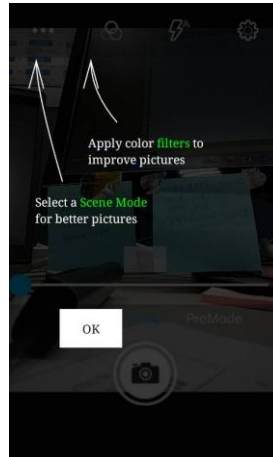 Apply color filters to
improve pictures
Select a Scene Mode
for better pictures
OK
ProMode